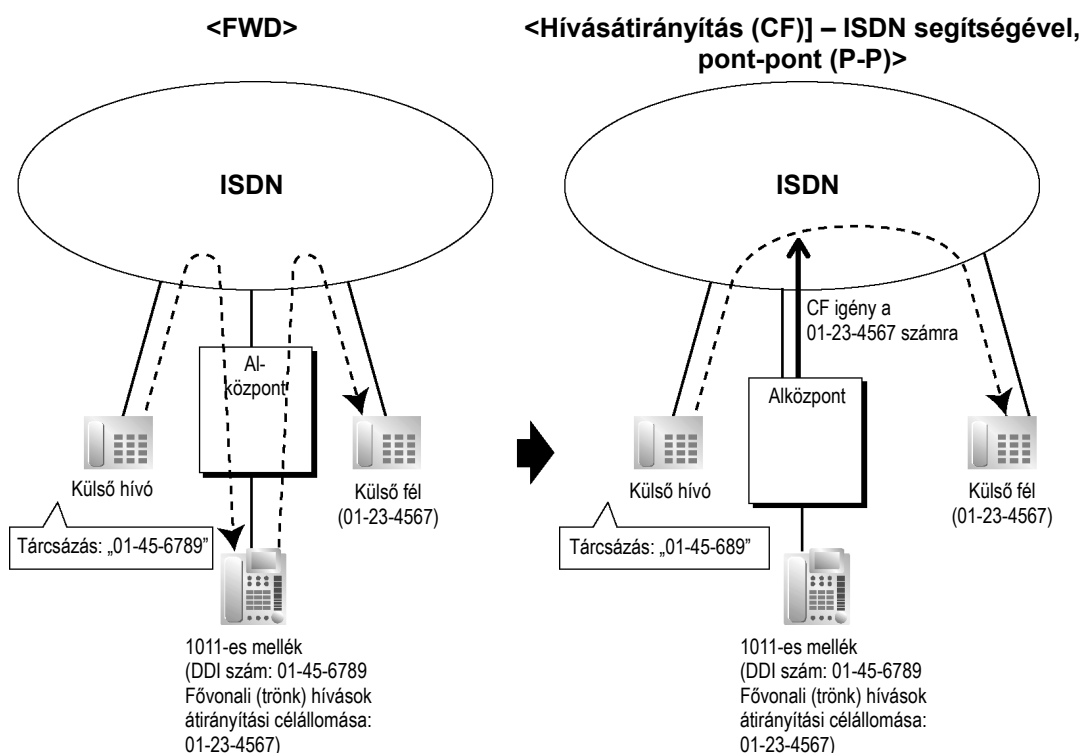 <FWD>
ISDN
Al-
központ
Külső hívó
Külső fél
(01-23-4567)
Tárcsázás: „01-45-6789”
1011-es mellék
(DDI szám: 01-45-6789
Fővonali (trönk) hívások
átirányítási célállomása:
01-23-4567)
<Hívásátirányítás (CF)] – ISDN segítségével,
pont-pont (P-P)>
ISDN
CF igény a
01-23-4567 számra
Alközpont
Külső hívó
Külső fél
(01-23-4567)
Tárcsázás: „01-45-689”
1011-es mellék
(DDI szám: 01-45-6789
Fővonali (trönk) hívások
átirányítási célállomása:
01-23-4567)